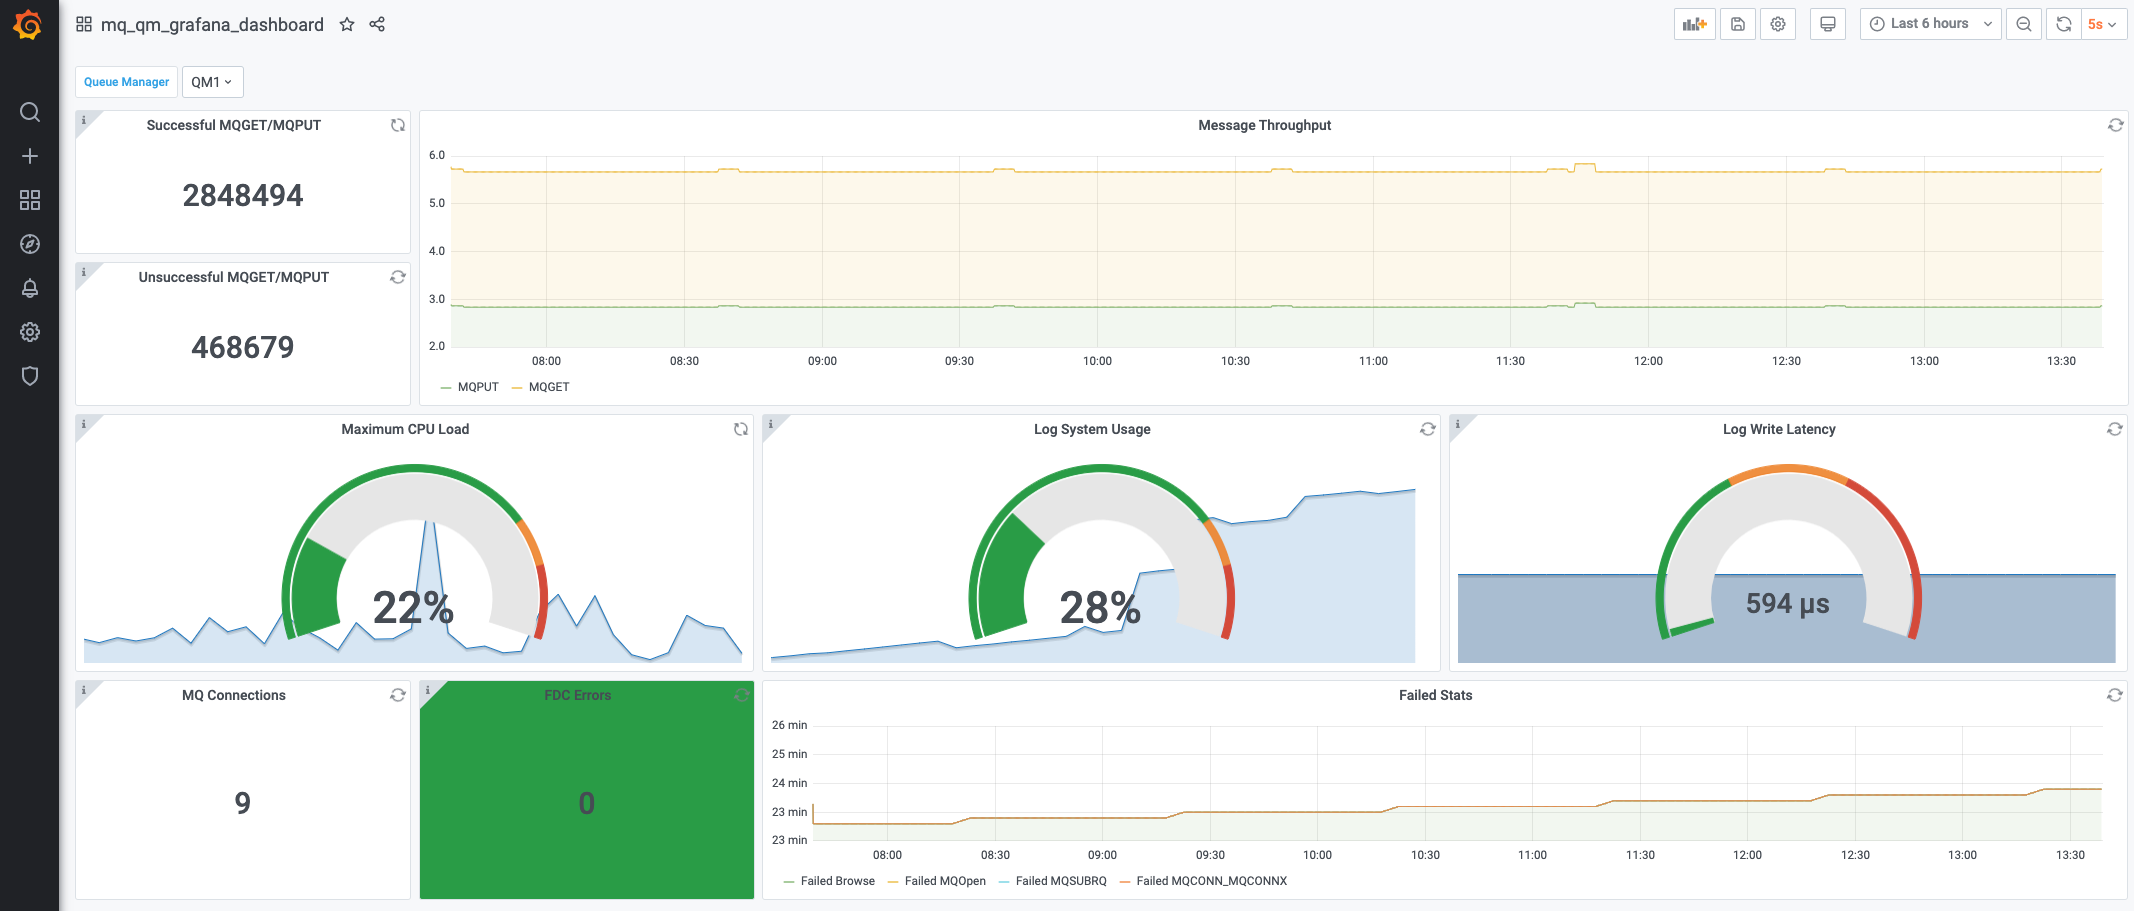 mq_qm_grafana_dashboard
Last 6 hours
5s
Queue Manager
QM1
i
Successful MQGET/MQPUT
2848494
i
Unsuccessful MQGET/MQPUT
468679
Message Throughput
6.0
5.0
4.0
3.0
2.0
08:00 08:30 09:00 09:30 10:00 10:30 11:00 11:30 12:00 12:30 13:00 13:30
MQPUT MQGET
i
Maximum CPU Load
22%
i
Log System Usage
28%
i
Log Write Latency
594 µs
i
MQ Connections
9
i
FDC Errors
0
Failed Stats
26 min
25 min
24 min
23 min
23 min
08:00 08:30 09:00 09:30 10:00 10:30 11:00 11:30 12:00 12:30 13:00 13:30
Failed Browse Failed MQOpen Failed MQSUBRQ Failed MQCONN_MQCONNX